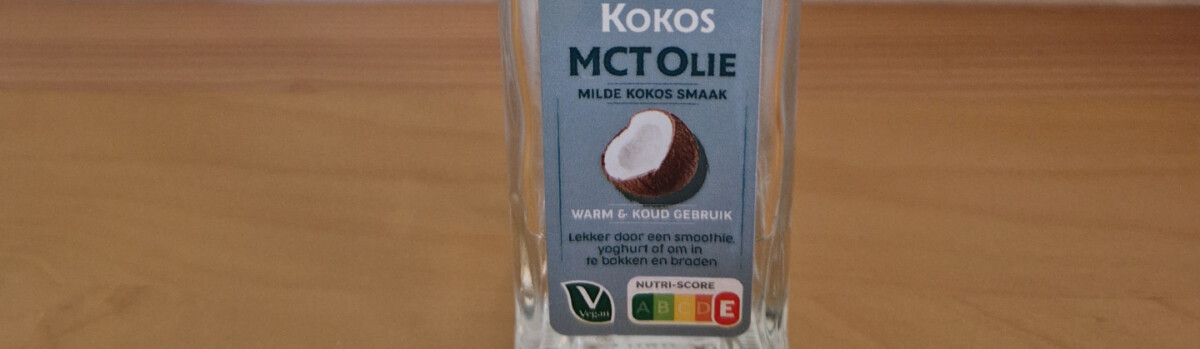 KOKOS
MCT OLIE
MILDE KOKOS SMAAK
WARM & KOUD GEBRUIK
Lekker door een smoothie,
yoghurt of om in
te bakken en braden
V
Vegan
NUTRI-SCORE
A B C D E